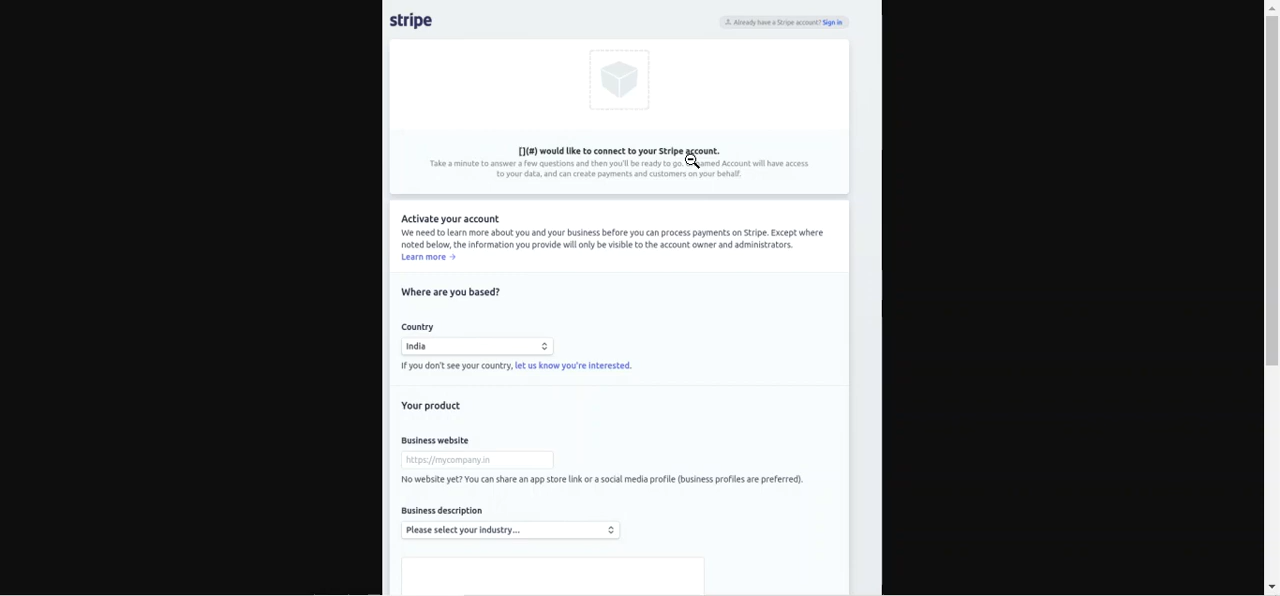 stripe
Already have a Stripe account? Sign in
[](#) would like to connect to your Stripe account.
Take a minute to answer a few questions and then you'll be ready to go. named Account will have access
to your data, and can create payments and customers on your behalf.
Activate your account
We need to learn more about you and your business before you can process payments on Stripe. Except where
noted below, the information you provide will only be visible to the account owner and administrators.
Learn more →
Where are you based?
Country
India
If you don't see your country, let us know you're interested.
Your product
Business website
https://mycompany.in
No website yet? You can share an app store link or a social media profile (business profiles are preferred).
Business description
Please select your industry...